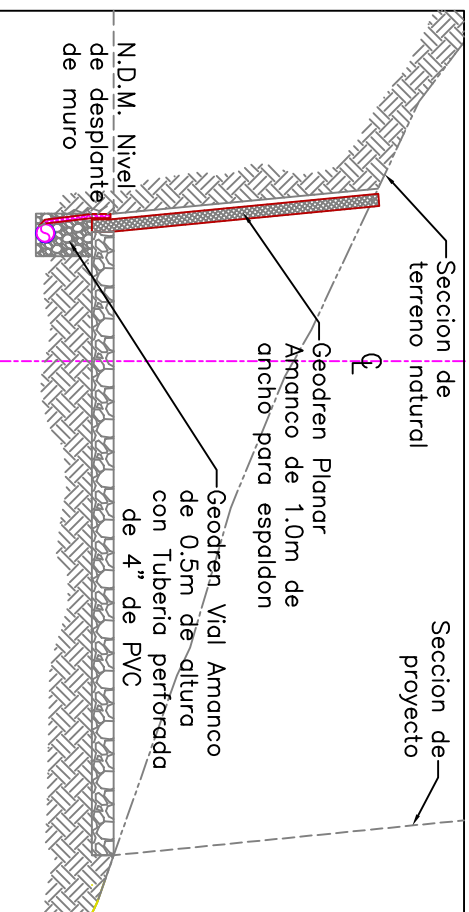 Seccion de
terreno natural
℄
Geodren Planar
Amanco de 1.0m de
ancho para espaldon
Seccion de
proyecto
N.D.M. Nivel
de desplante
de muro
Geodren Vial Amanco
de 0.5m de altura
con Tuberia perforada
de 4" de PVC